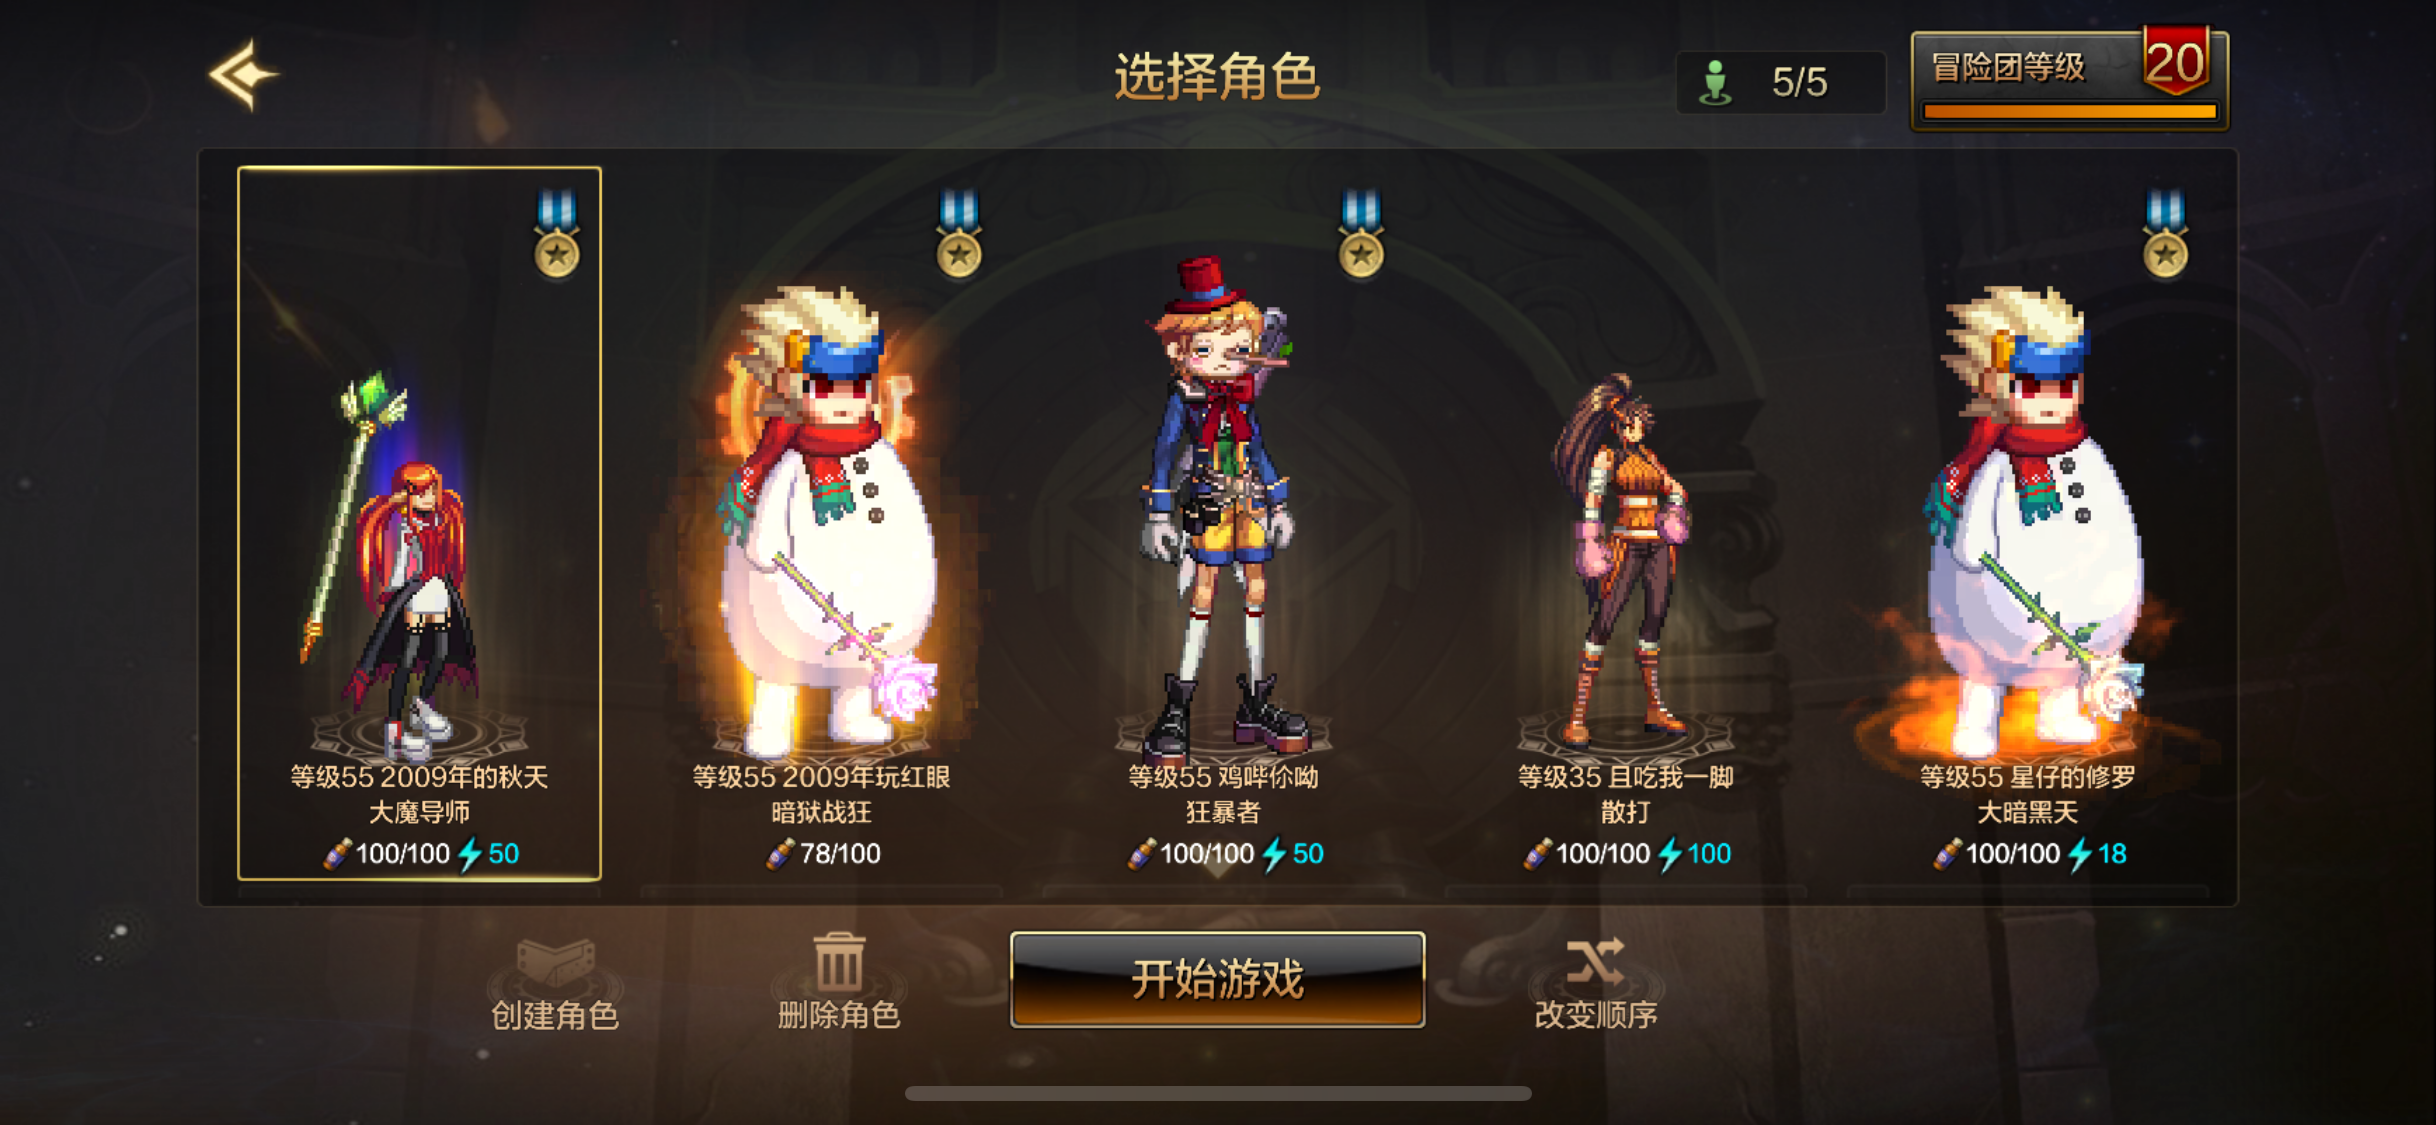 选择角色
5/5
冒险团等级
20
等级55 2009年的秋天
大魔导师
100/100 50
等级55 2009年玩红眼
暗狱战狂
78/100
等级55 鸡哔伱呦
狂暴者
100/100 50
等级35 且吃我一脚
散打
100/100 100
等级55 星仔的修罗
大暗黑天
100/100 18
创建角色
删除角色
开始游戏
改变顺序